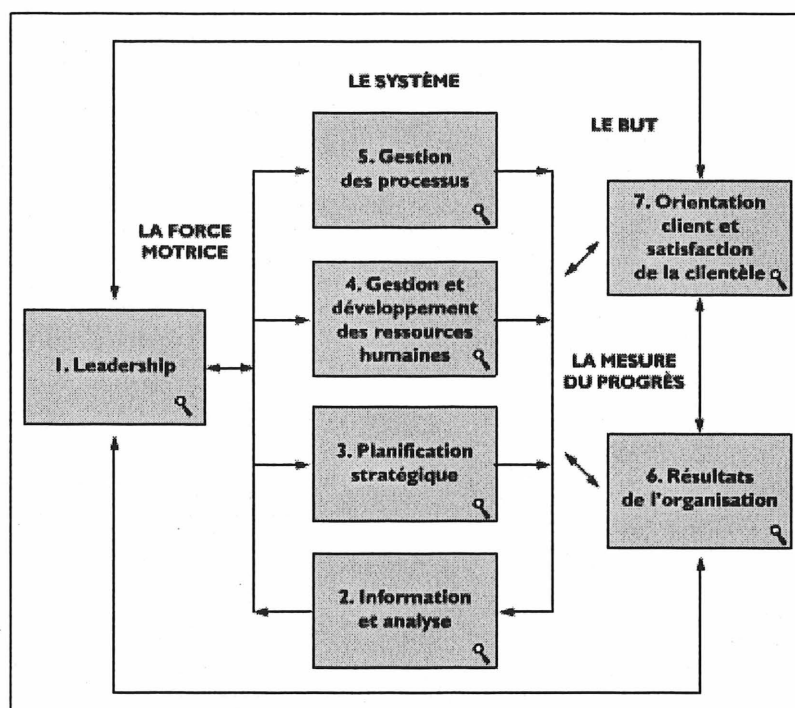 LE SYSTÈME
LE BUT
5. Gestion
des processus
7. Orientation
client et
satisfaction
de la clientèle
LA FORCE
MOTRICE
4. Gestion et
développement
des ressources
humaines
1. Leadership
LA MESURE
DU PROGRÈS
3. Planification
stratégique
6. Résultats
de l'organisation
2. Information
et analyse